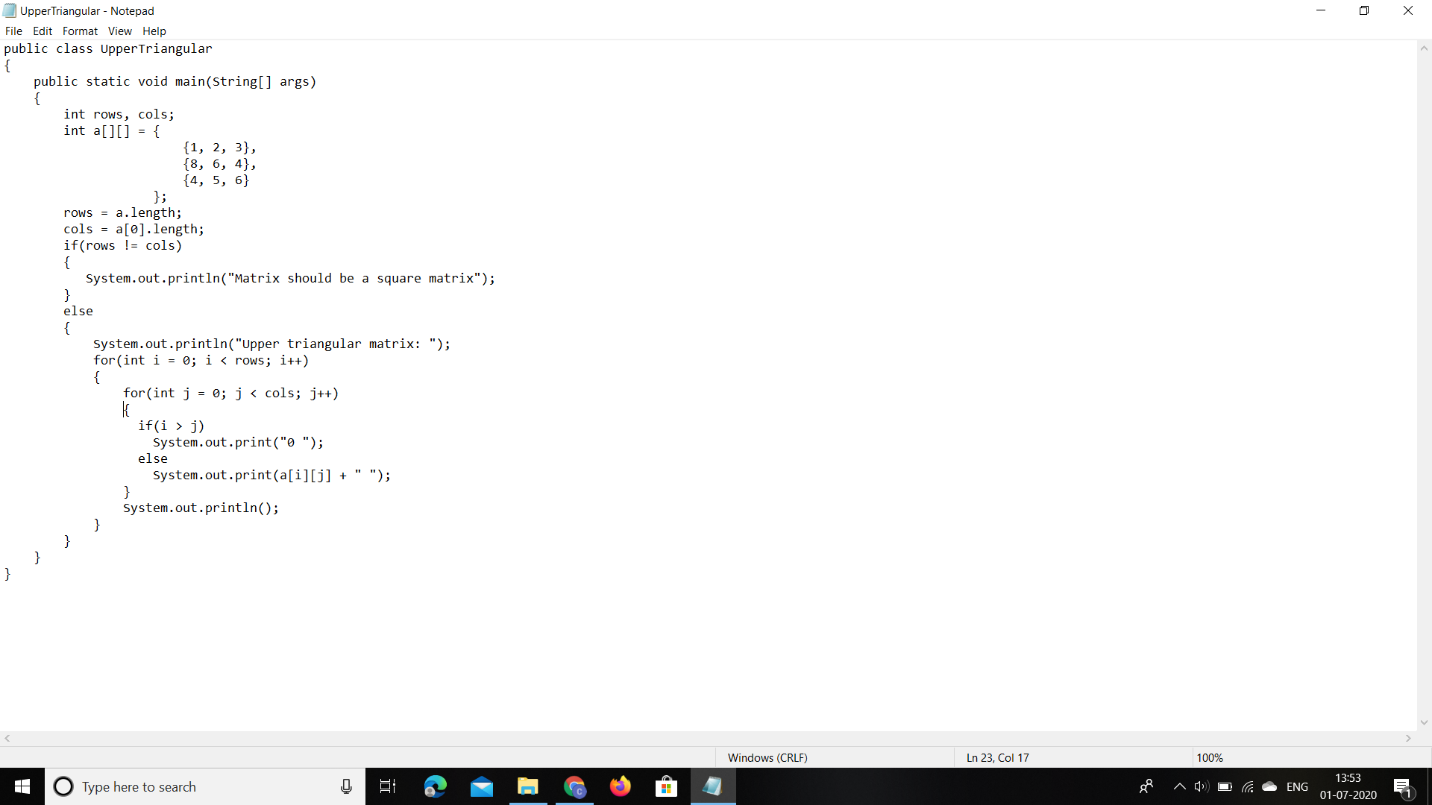 UpperTriangular - Notepad
File Edit Format View Help
public class UpperTriangular
{
    public static void main(String[] args)
    {
        int rows, cols;
        int a[][] = {
                        {1, 2, 3},
                        {8, 6, 4},
                        {4, 5, 6}
                    };
        rows = a.length;
        cols = a[0].length;
        if(rows != cols)
        {
           System.out.println("Matrix should be a square matrix");
        }
        else
        {
            System.out.println("Upper triangular matrix: ");
            for(int i = 0; i < rows; i++)
            {
                for(int j = 0; j < cols; j++)
                {
                  if(i > j)
                    System.out.print("0 ");
                  else
                    System.out.print(a[i][j] + " ");
                }
                System.out.println();
            }
        }
    }
}
Windows (CRLF) Ln 23, Col 17 100%
Type here to search C ENG 13:53 1
01-07-2020